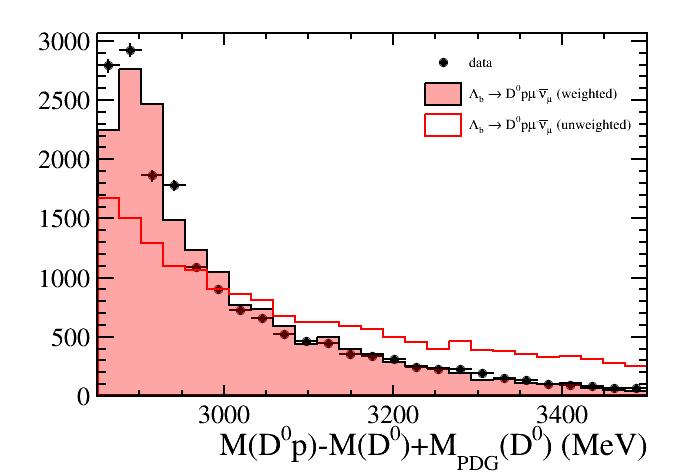 3000
2500
2000
1500
1000
500
0
data
Λb → D⁰pμ ν̅μ (weighted)
Λb → D⁰pμ ν̅μ (unweighted)
3000 3200 3400
M(D⁰p)-M(D⁰)+M_PDG(D⁰) (MeV)